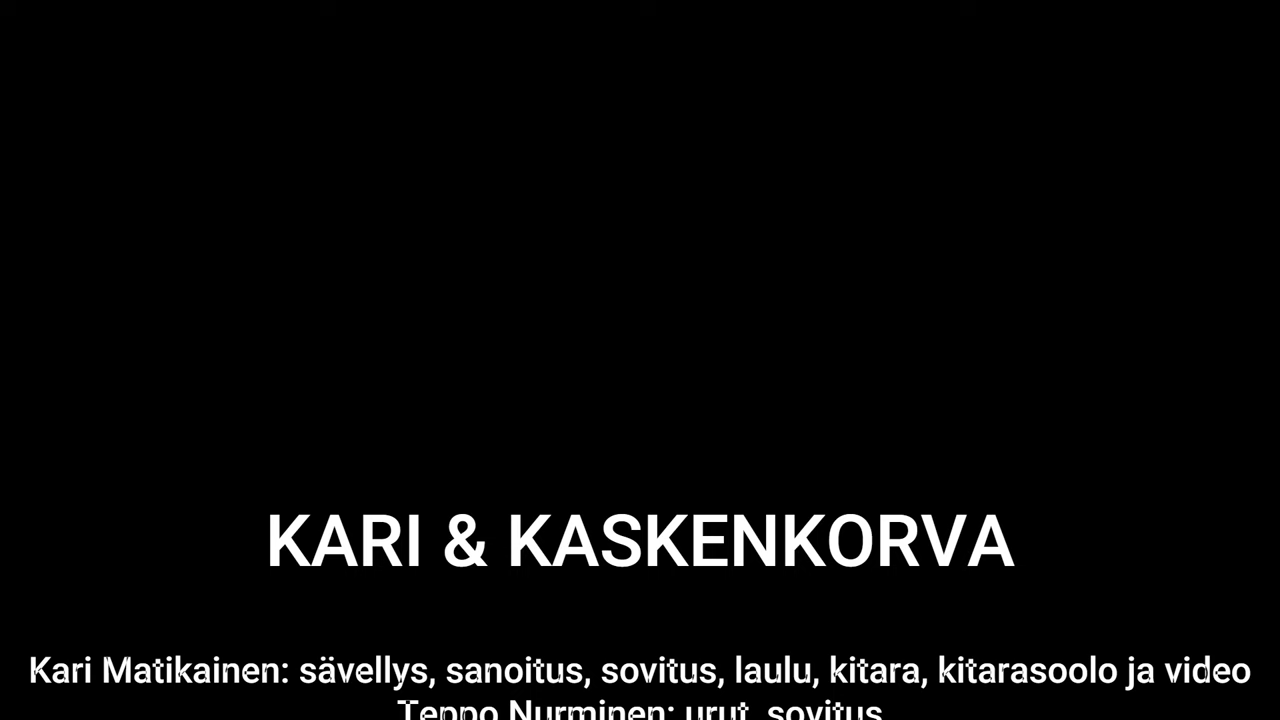 KARI & KASKENKORVA
Kari Matikainen: sävellys, sanoitus, sovitus, laulu, kitara, kitarasoolo ja video
Teppo Nurminen: urut, sovitus